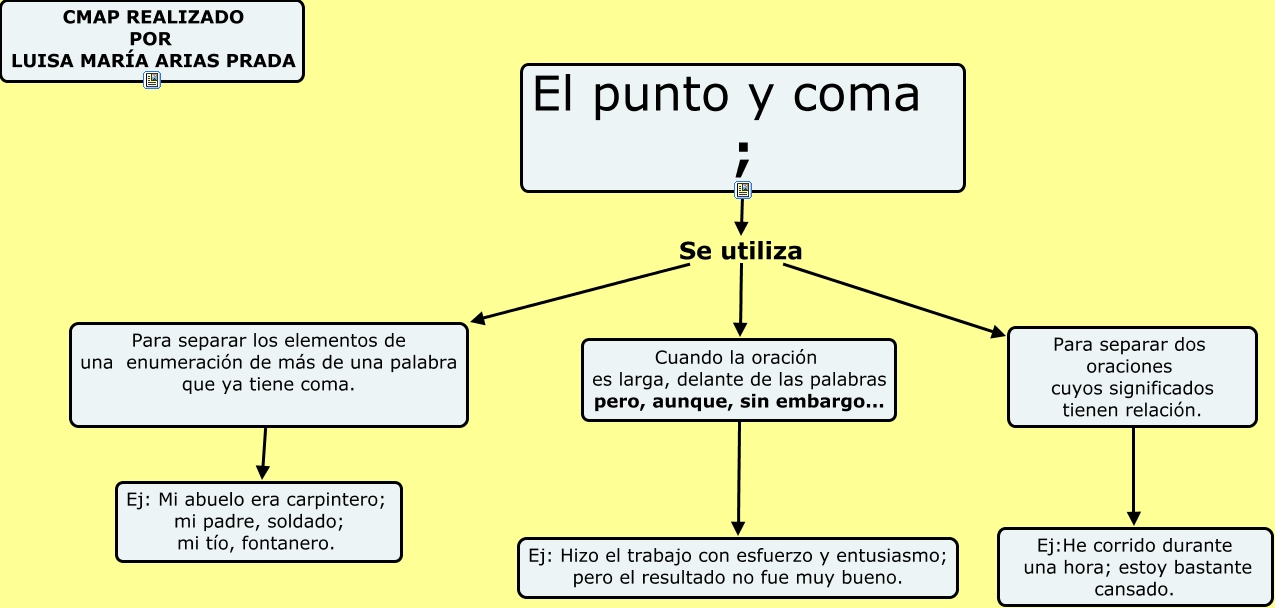 CMAP REALIZADO
POR
LUISA MARÍA ARIAS PRADA
El punto y coma
;
Se utiliza
Para separar los elementos de
una enumeración de más de una palabra
que ya tiene coma.
Cuando la oración
es larga, delante de las palabras
pero, aunque, sin embargo...
Para separar dos
oraciones
cuyos significados
tienen relación.
Ej: Mi abuelo era carpintero;
mi padre, soldado;
mi tío, fontanero.
Ej: Hizo el trabajo con esfuerzo y entusiasmo;
pero el resultado no fue muy bueno.
Ej:He corrido durante
una hora; estoy bastante
cansado.